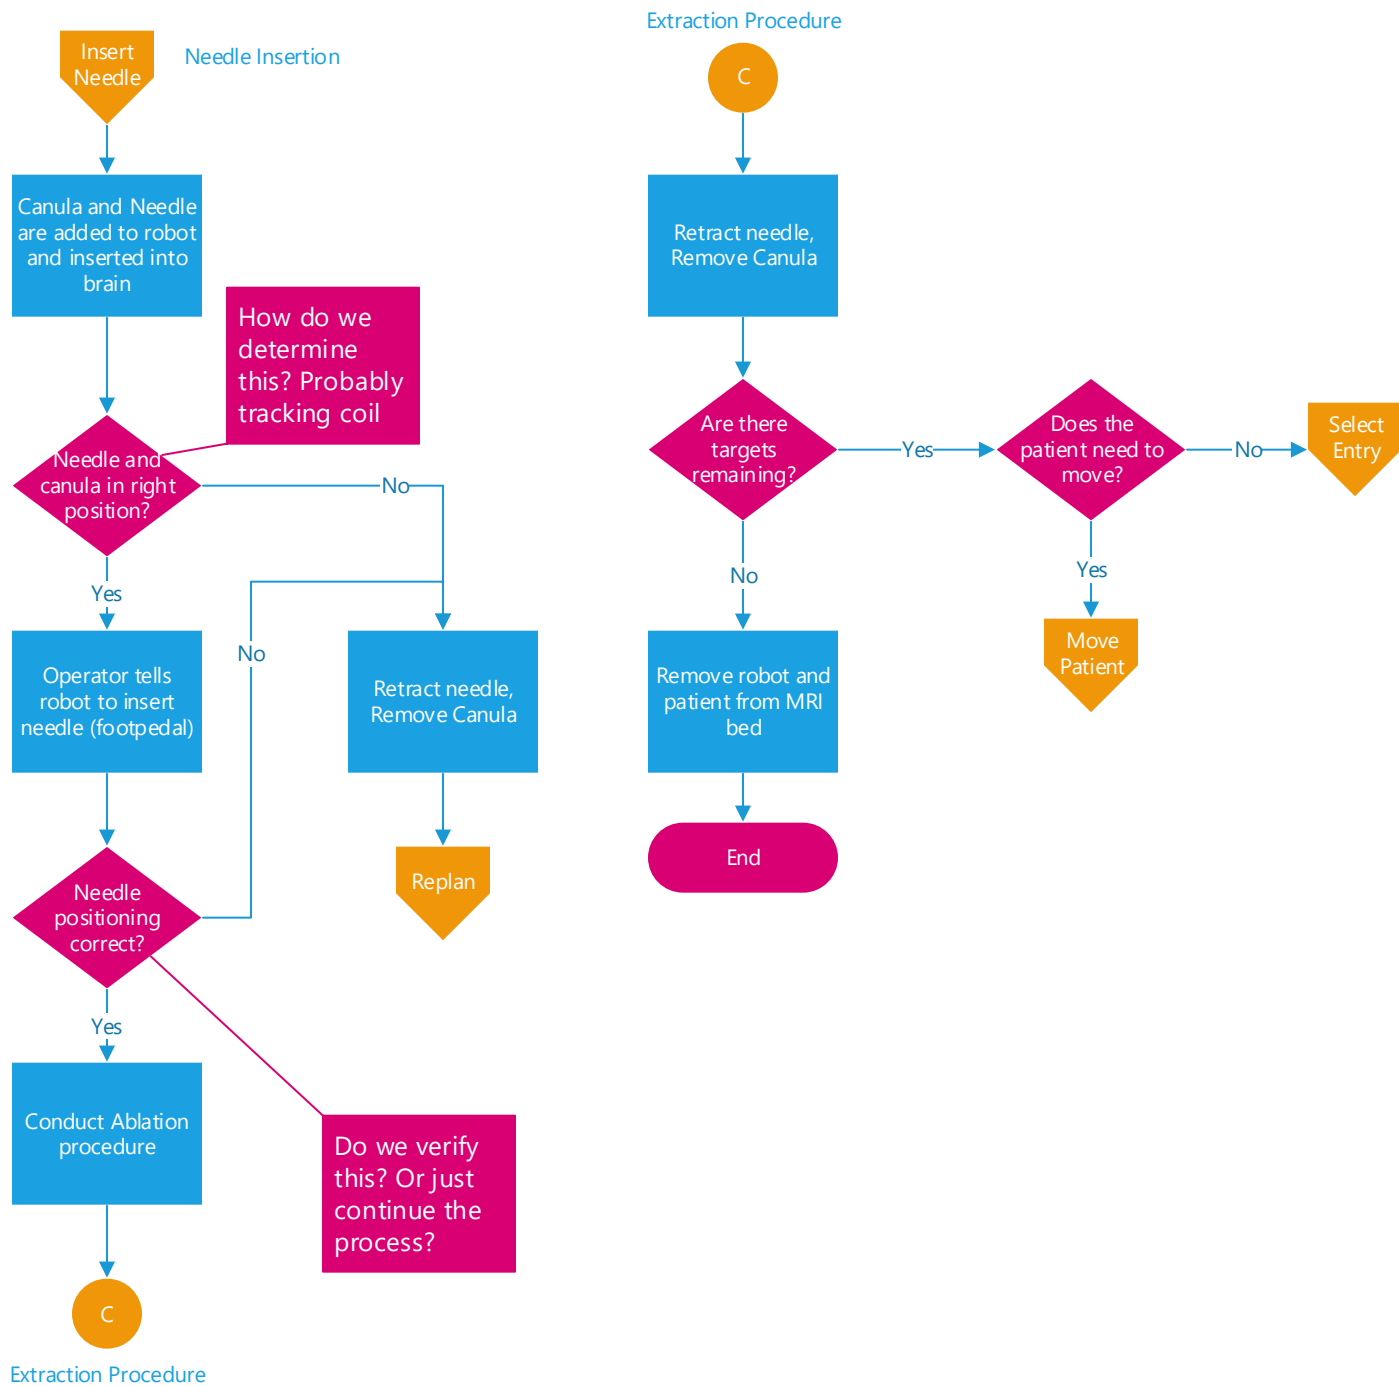 Insert
Needle
Needle Insertion
Canula and Needle
are added to robot
and inserted into
brain
How do we
determine
this? Probably
tracking coil
Needle and
canula in right
position?
No
Yes
No
Operator tells
robot to insert
needle (footpedal)
Retract needle,
Remove Canula
Replan
Needle
positioning
correct?
Yes
Conduct Ablation
procedure
Do we verify
this? Or just
continue the
process?
C
Extraction Procedure
Extraction Procedure
C
Retract needle,
Remove Canula
Are there
targets
remaining?
Yes
Does the
patient need to
move?
No
Select
Entry
No
Yes
Move
Patient
Remove robot and
patient from MRI
bed
End